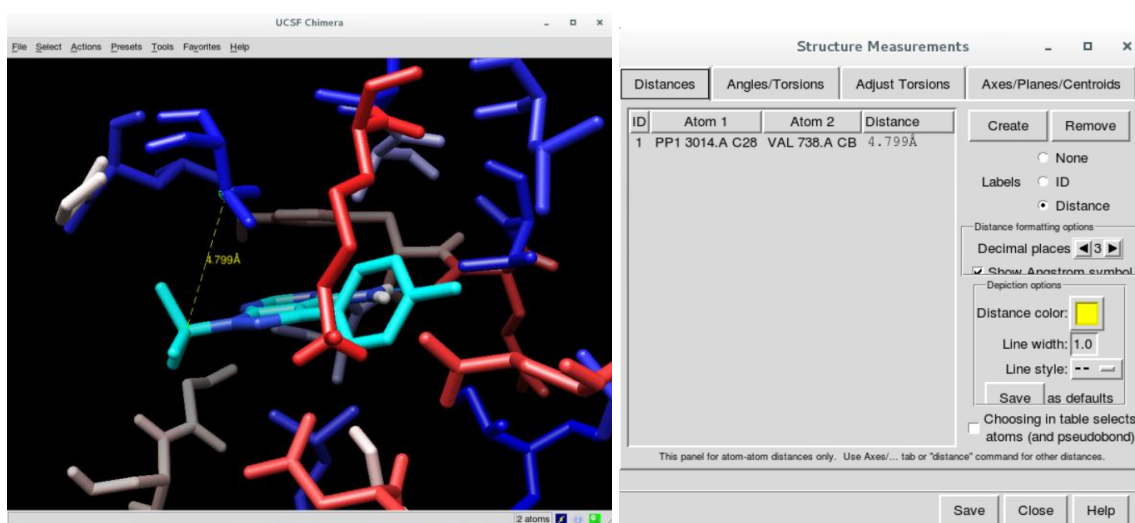 UCSF Chimera
File Select Actions Presets Tools Favorites Help
4.799Å
2 atoms
Structure Measurements
Distances Angles/Torsions Adjust Torsions Axes/Planes/Centroids
ID Atom 1 Atom 2 Distance
1 PP1 3014.A C28 VAL 738.A CB 4.799Å
Create Remove
None
Labels ID
Distance
Distance formatting options
Decimal places 3
Show Angstrom symbol
Depiction options
Distance color:
Line width: 1.0
Line style: --
Save as defaults
Choosing in table selects
atoms (and pseudobond)
This panel for atom-atom distances only. Use Axes/... tab or "distance" command for other distances.
Save Close Help